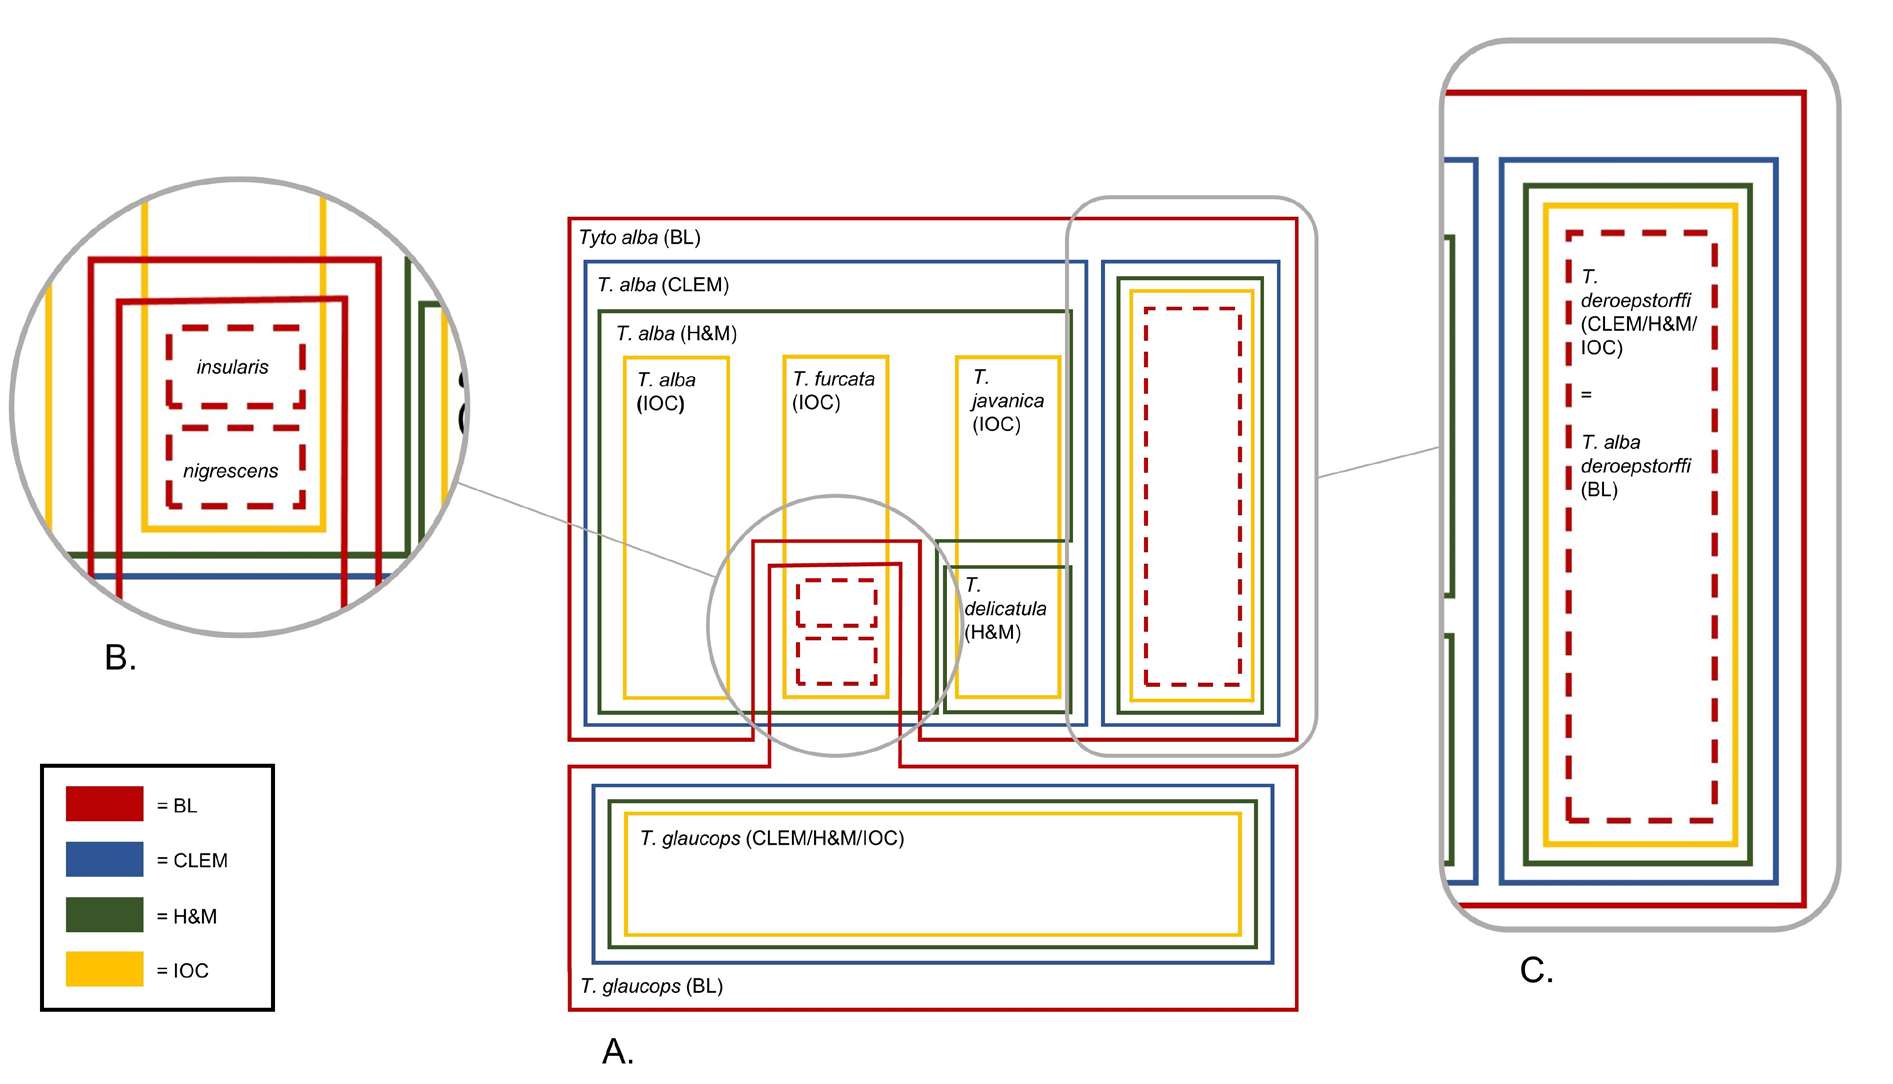 insularis
nigrescens
B.
= BL
= CLEM
= H&M
= IOC
Tyto alba (BL)
T. alba (CLEM)
T. alba (H&M)
T. alba
(IOC)
T. furcata
(IOC)
T.
javanica
(IOC)
T.
delicatula
(H&M)
T. glaucops (CLEM/H&M/IOC)
T. glaucops (BL)
A.
T.
deroepstorffi
(CLEM/H&M/
IOC)
=
T. alba
deroepstorffi
(BL)
C.